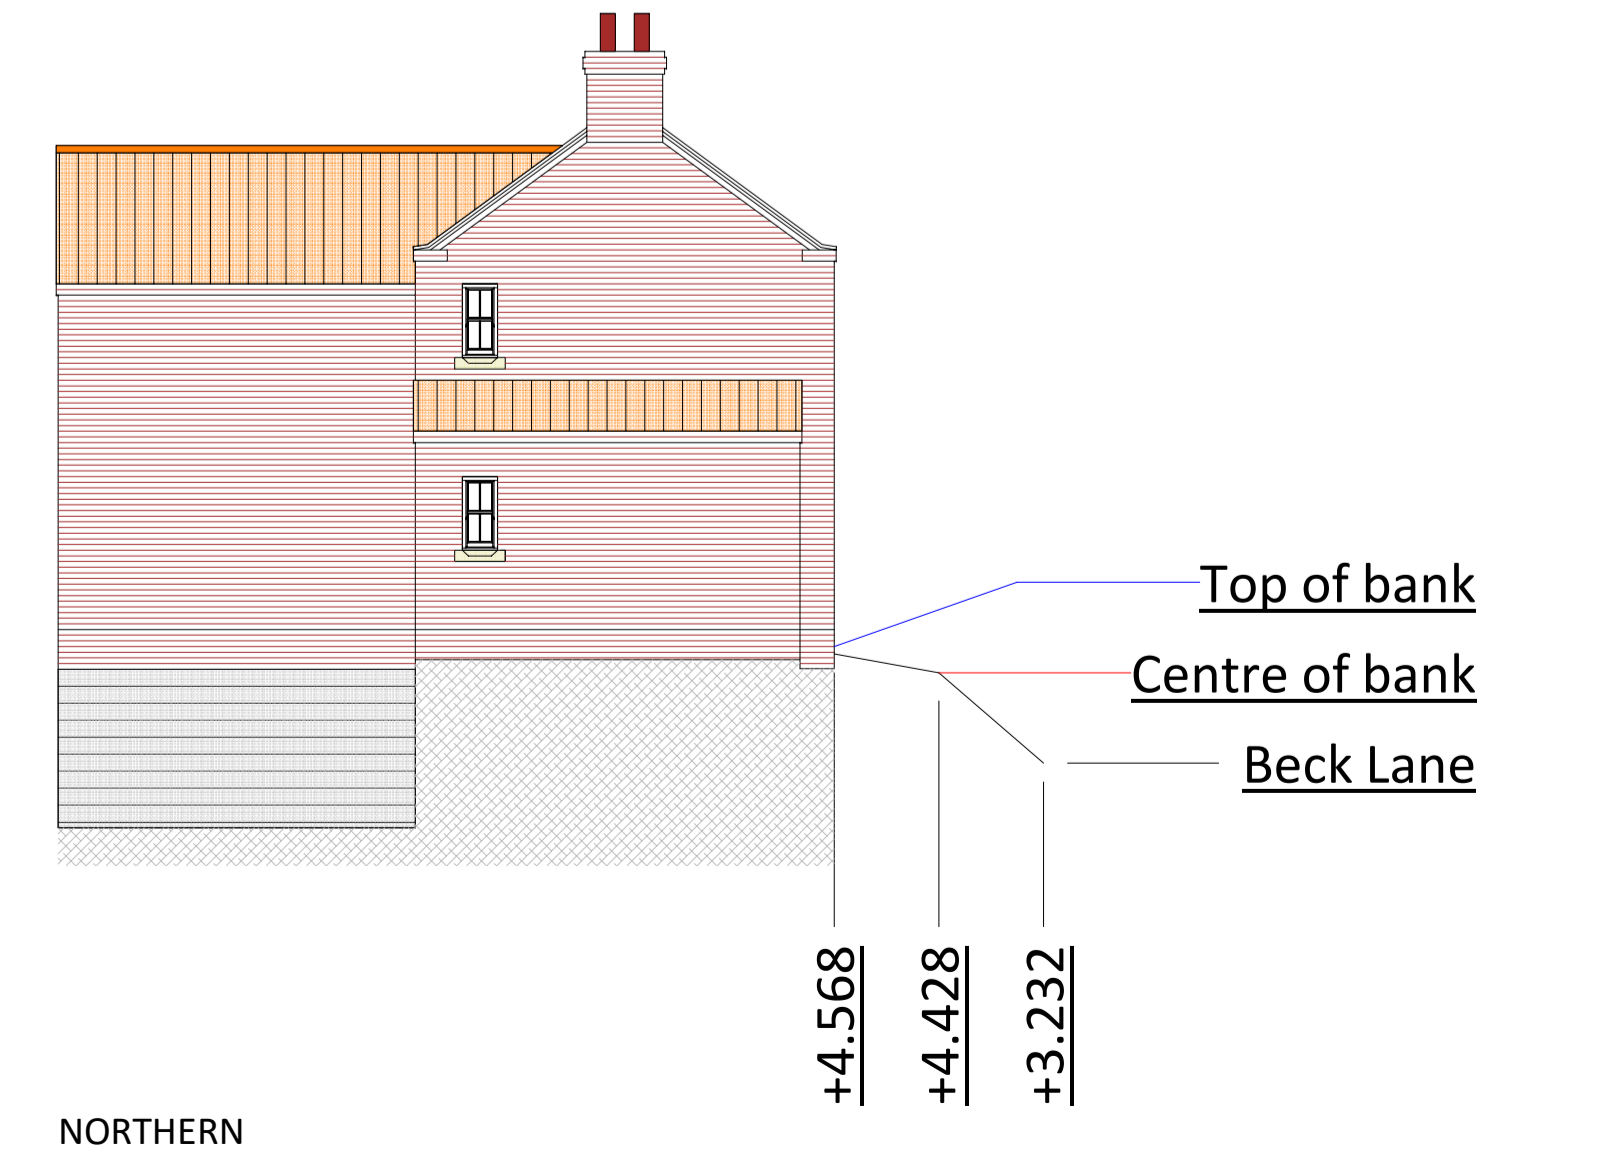 Top of bank
Centre of bank
Beck Lane
+4.568
+4.428
+3.232
NORTHERN